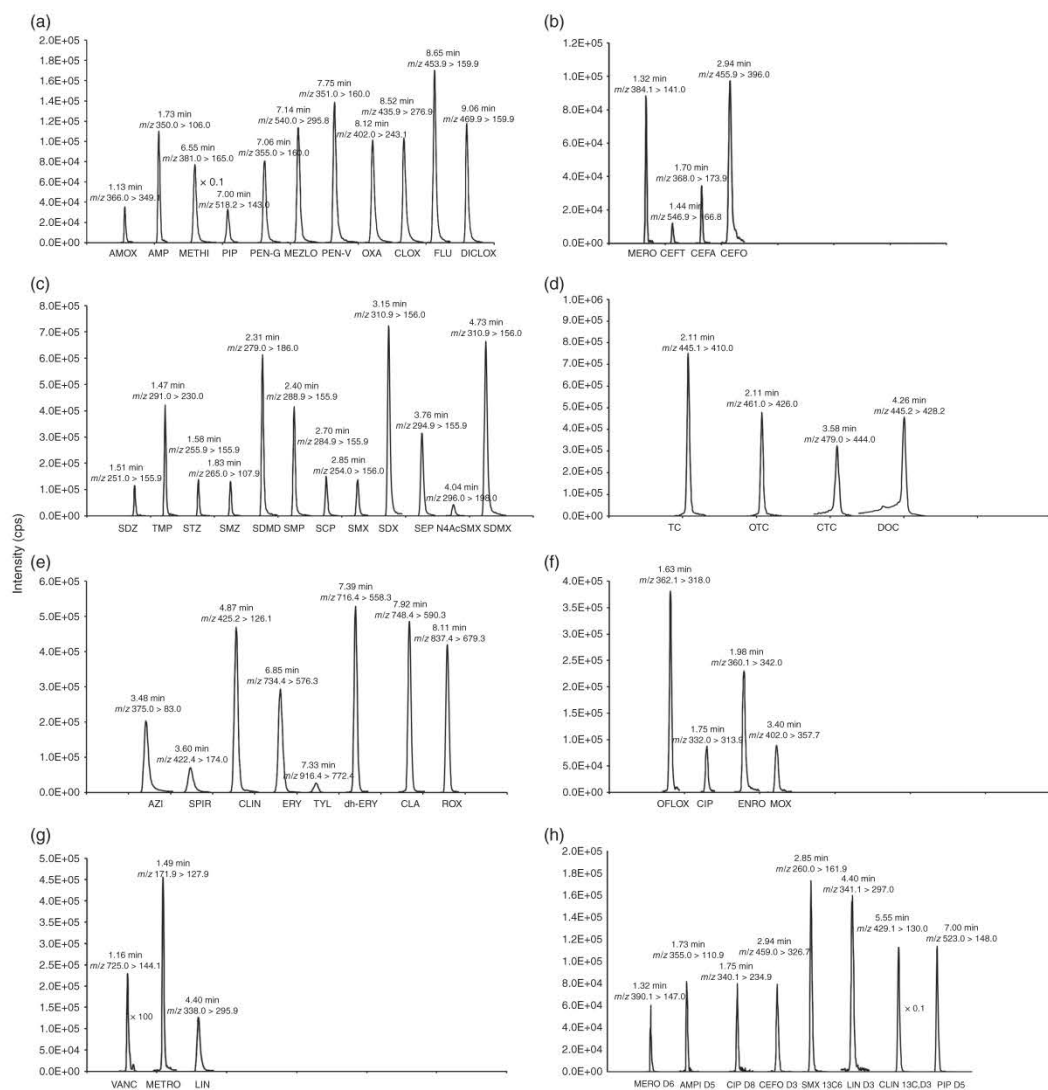 (a)
2.0E+05
1.8E+05
1.6E+05
1.4E+05
1.2E+05
1.0E+05
8.0E+04
6.0E+04
4.0E+04
2.0E+04
0.0E+00
1.13 min
m/z 366.0 > 349.1
1.73 min
m/z 350.0 > 106.0
6.55 min
m/z 381.0 > 165.0
× 0.1
7.00 min
m/z 518.2 > 143.0
7.06 min
m/z 355.0 > 160.0
7.14 min
m/z 540.0 > 295.8
7.75 min
m/z 351.0 > 160.0
8.12 min
m/z 402.0 > 243.1
8.52 min
m/z 435.9 > 276.9
8.65 min
m/z 453.9 > 159.9
9.06 min
m/z 469.9 > 159.9
AMOX AMP METHI PIP PEN-G MEZLO PEN-V OXA CLOX FLU DICLOX
(b)
1.2E+05
1.0E+05
8.0E+04
6.0E+04
4.0E+04
2.0E+04
0.0E+00
1.32 min
m/z 384.1 > 141.0
1.44 min
m/z 546.9 > 166.8
1.70 min
m/z 368.0 > 173.9
2.94 min
m/z 455.9 > 396.0
MERO CEFT CEFA CEFO
(c)
8.0E+05
7.0E+05
6.0E+05
5.0E+05
4.0E+05
3.0E+05
2.0E+05
1.0E+05
0.0E+00
1.51 min
m/z 251.0 > 155.9
1.47 min
m/z 291.0 > 230.0
1.58 min
m/z 255.9 > 155.9
1.83 min
m/z 265.0 > 107.9
2.31 min
m/z 279.0 > 186.0
2.40 min
m/z 288.9 > 155.9
2.70 min
m/z 284.9 > 155.9
2.85 min
m/z 254.0 > 156.0
3.15 min
m/z 310.9 > 156.0
3.76 min
m/z 294.9 > 155.9
4.04 min
m/z 296.0 > 198.0
4.73 min
m/z 310.9 > 156.0
SDZ TMP STZ SMZ SDMD SMP SCP SMX SDX SEP N4AcSMX SDMX
(d)
1.0E+06
9.0E+05
8.0E+05
7.0E+05
6.0E+05
5.0E+05
4.0E+05
3.0E+05
2.0E+05
1.0E+05
0.0E+00
2.11 min
m/z 445.1 > 410.0
2.11 min
m/z 461.0 > 426.0
3.58 min
m/z 479.0 > 444.0
4.26 min
m/z 445.2 > 428.2
TC OTC CTC DOC
Intensity (cps)
(e)
6.0E+05
5.0E+05
4.0E+05
3.0E+05
2.0E+05
1.0E+05
0.0E+00
3.48 min
m/z 375.0 > 83.0
3.60 min
m/z 422.4 > 174.0
4.87 min
m/z 425.2 > 126.1
6.85 min
m/z 734.4 > 576.3
7.33 min
m/z 916.4 > 772.4
7.39 min
m/z 716.4 > 558.3
7.92 min
m/z 748.4 > 590.3
8.11 min
m/z 837.4 > 679.3
AZI SPIR CLIN ERY TYL dh-ERY CLA ROX
(f)
4.0E+05
3.5E+05
3.0E+05
2.5E+05
2.0E+05
1.5E+05
1.0E+05
5.0E+04
0.0E+00
1.63 min
m/z 362.1 > 318.0
1.75 min
m/z 332.0 > 313.9
1.98 min
m/z 360.1 > 342.0
3.40 min
m/z 402.0 > 357.7
OFLOX CIP ENRO MOX
(g)
5.0E+05
4.5E+05
4.0E+05
3.5E+05
3.0E+05
2.5E+05
2.0E+05
1.5E+05
1.0E+05
5.0E+04
0.0E+00
1.16 min
m/z 725.0 > 144.1
× 100
1.49 min
m/z 171.9 > 127.9
4.40 min
m/z 338.0 > 295.9
VANC METRO LIN
(h)
2.0E+05
1.8E+05
1.6E+05
1.4E+05
1.2E+05
1.0E+05
8.0E+04
6.0E+04
4.0E+04
2.0E+04
0.0E+00
1.32 min
m/z 390.1 > 147.0
1.73 min
m/z 355.0 > 110.9
1.75 min
m/z 340.1 > 234.9
2.94 min
m/z 459.0 > 326.7
2.85 min
m/z 260.0 > 161.9
4.40 min
m/z 341.1 > 297.0
5.55 min
m/z 429.1 > 130.0
× 0.1
7.00 min
m/z 523.0 > 148.0
MERO D6 AMPI D5 CIP D8 CEFO D3 SMX 13C6 LIN D3 CLIN 13C,D3 PIP D5